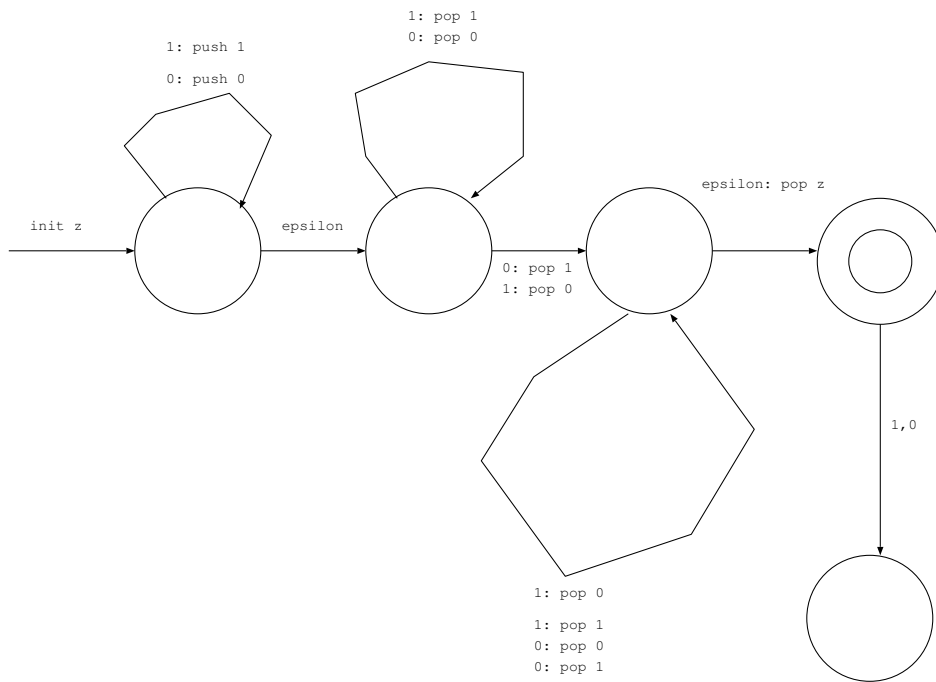 1: pop 1
0: pop 0
1: push 1
0: push 0
epsilon: pop z
init z
epsilon
0: pop 1
1: pop 0
1,0
1: pop 0
1: pop 1
0: pop 0
0: pop 1